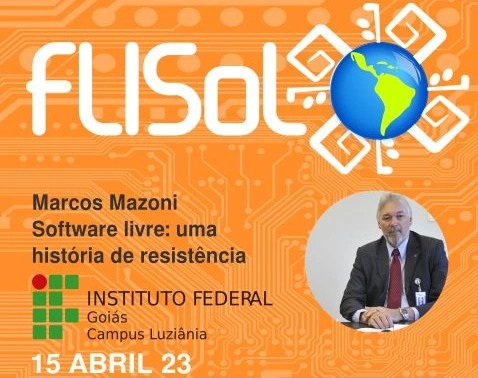 FLISoL
Marcos Mazoni
Software livre: uma
história de resistência
INSTITUTO FEDERAL
Goiás
Campus Luziânia
15 ABRIL 23